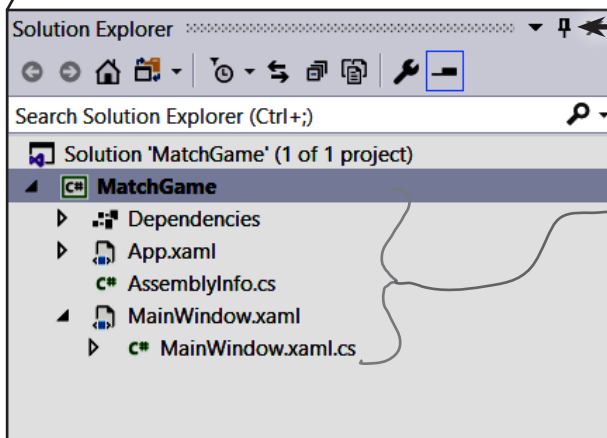 Solution Explorer
Search Solution Explorer (Ctrl+;)
Solution 'MatchGame' (1 of 1 project)
C# MatchGame
Dependencies
App.xaml
C# AssemblyInfo.cs
MainWindow.xaml
C# MainWindow.xaml.cs